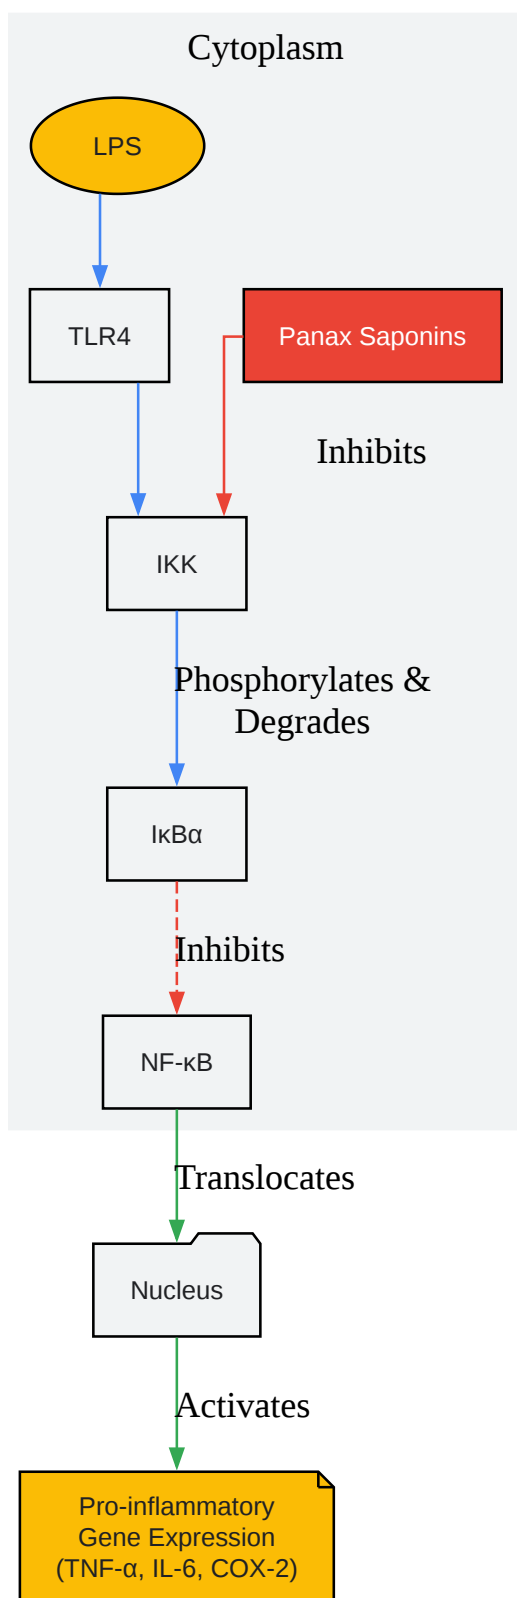 Cytoplasm
LPS
TLR4
Panax Saponins
Inhibits
IKK
Phosphorylates &
Degrades
IκBα
Inhibits
NF-κB
Translocates
Nucleus
Activates
Pro-inflammatory
Gene Expression
(TNF-α, IL-6, COX-2)